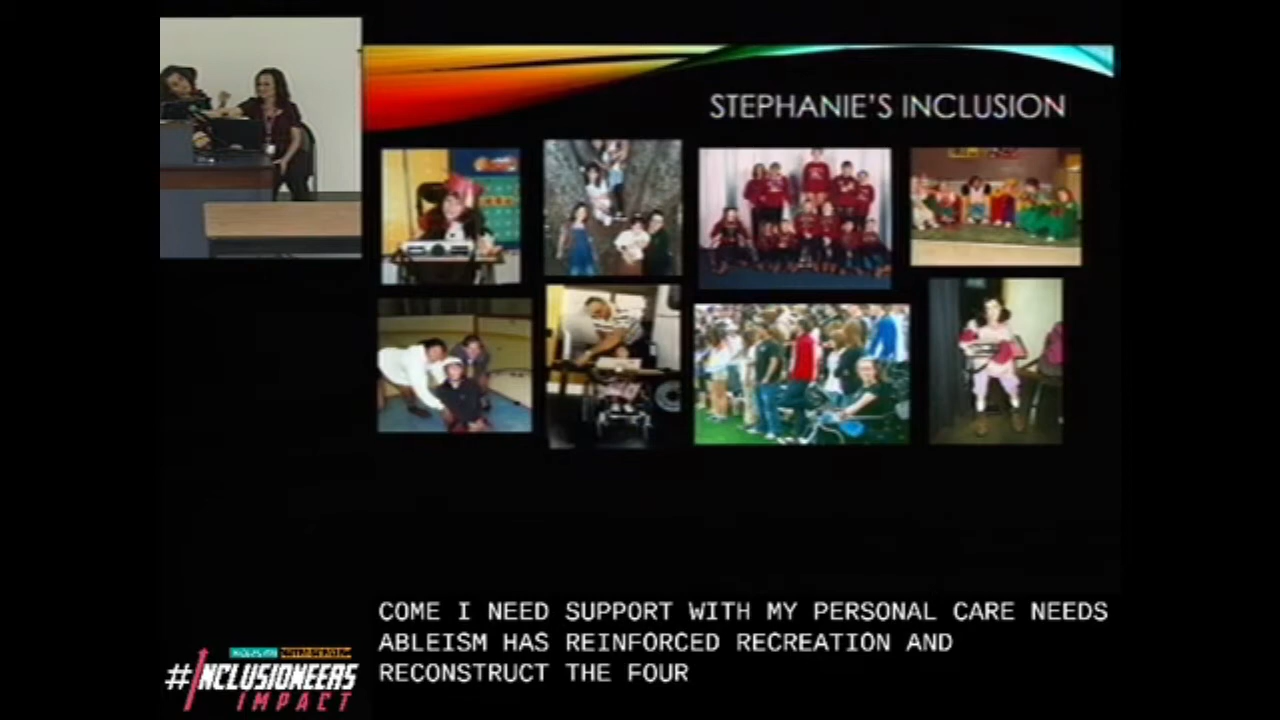 STEPHANIE'S INCLUSION
COME I NEED SUPPORT WITH MY PERSONAL CARE NEEDS
ABLEISM HAS REINFORCED RECREATION AND
RECONSTRUCT THE FOUR
#INCLUSIONEERS
IMPACT